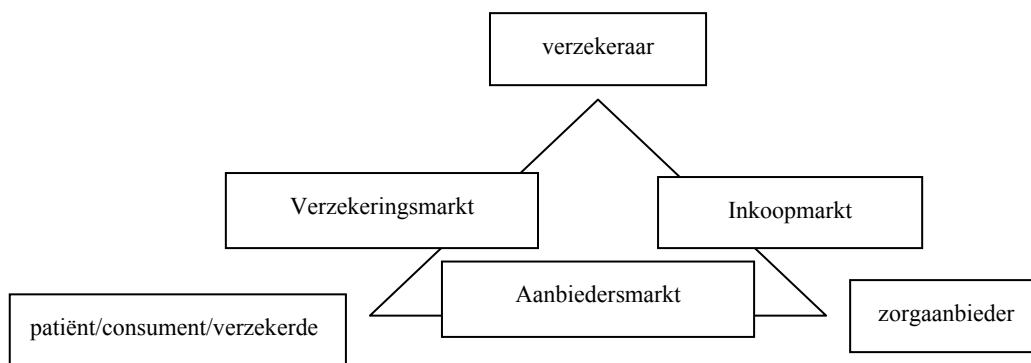 verzekeraar
Verzekeringsmarkt
Inkoopmarkt
Aanbiedersmarkt
patiënt/consument/verzekerde
zorgaanbieder